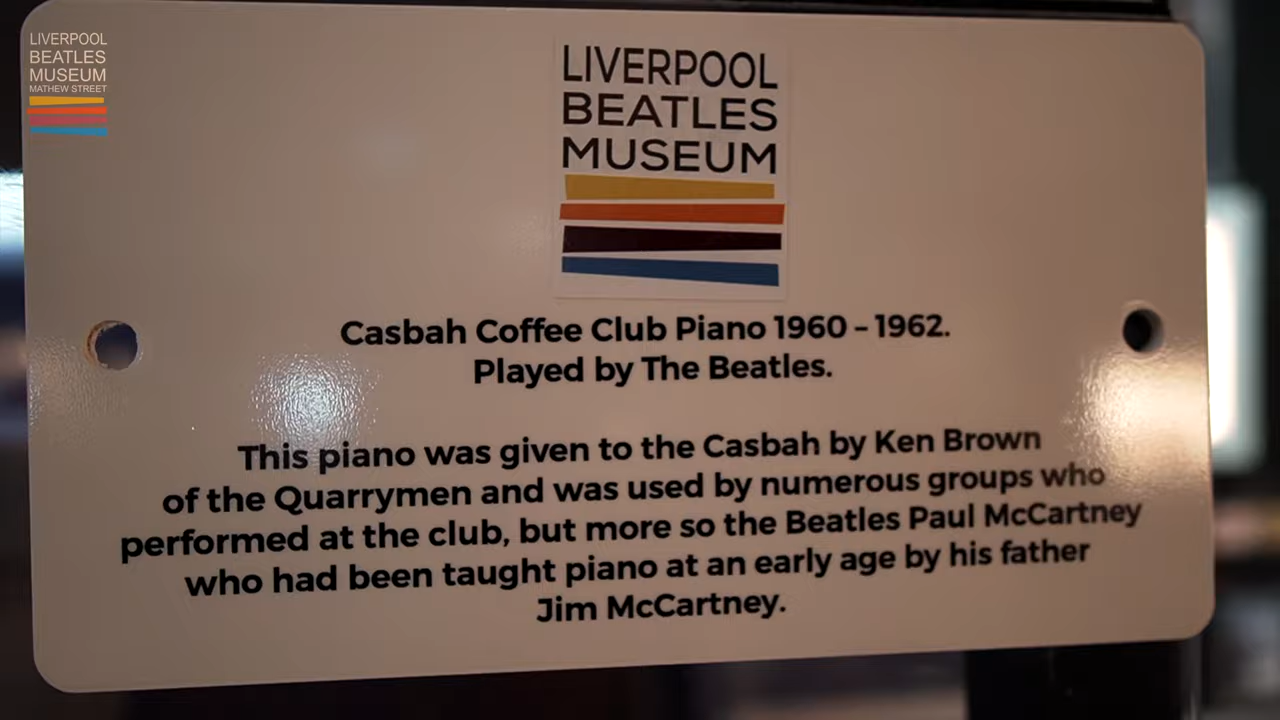 LIVERPOOL
BEATLES
MUSEUM
MATHEW STREET
LIVERPOOL
BEATLES
MUSEUM
Casbah Coffee Club Piano 1960 – 1962.
Played by The Beatles.
This piano was given to the Casbah by Ken Brown
of the Quarrymen and was used by numerous groups who
performed at the club, but more so the Beatles Paul McCartney
who had been taught piano at an early age by his father
Jim McCartney.